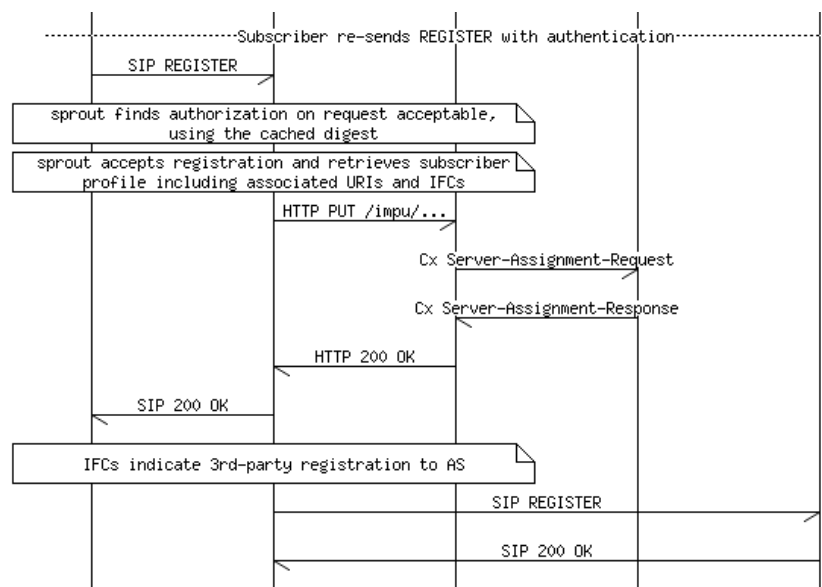 Subscriber re-sends REGISTER with authentication
SIP REGISTER
sprout finds authorization on request acceptable,
using the cached digest
sprout accepts registration and retrieves subscriber
profile including associated URIs and IFCs
HTTP PUT /impu/...
Cx Server-Assignment-Request
Cx Server-Assignment-Response
HTTP 200 OK
SIP 200 OK
IFCs indicate 3rd-party registration to AS
SIP REGISTER
SIP 200 OK